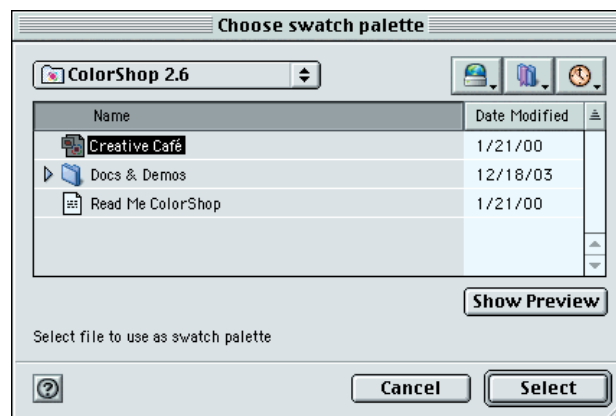 Choose swatch palette
ColorShop 2.6
Name Date Modified
Creative Café 1/21/00
Docs & Demos 12/18/03
Read Me ColorShop 1/21/00
Show Preview
Select file to use as swatch palette
? Cancel Select